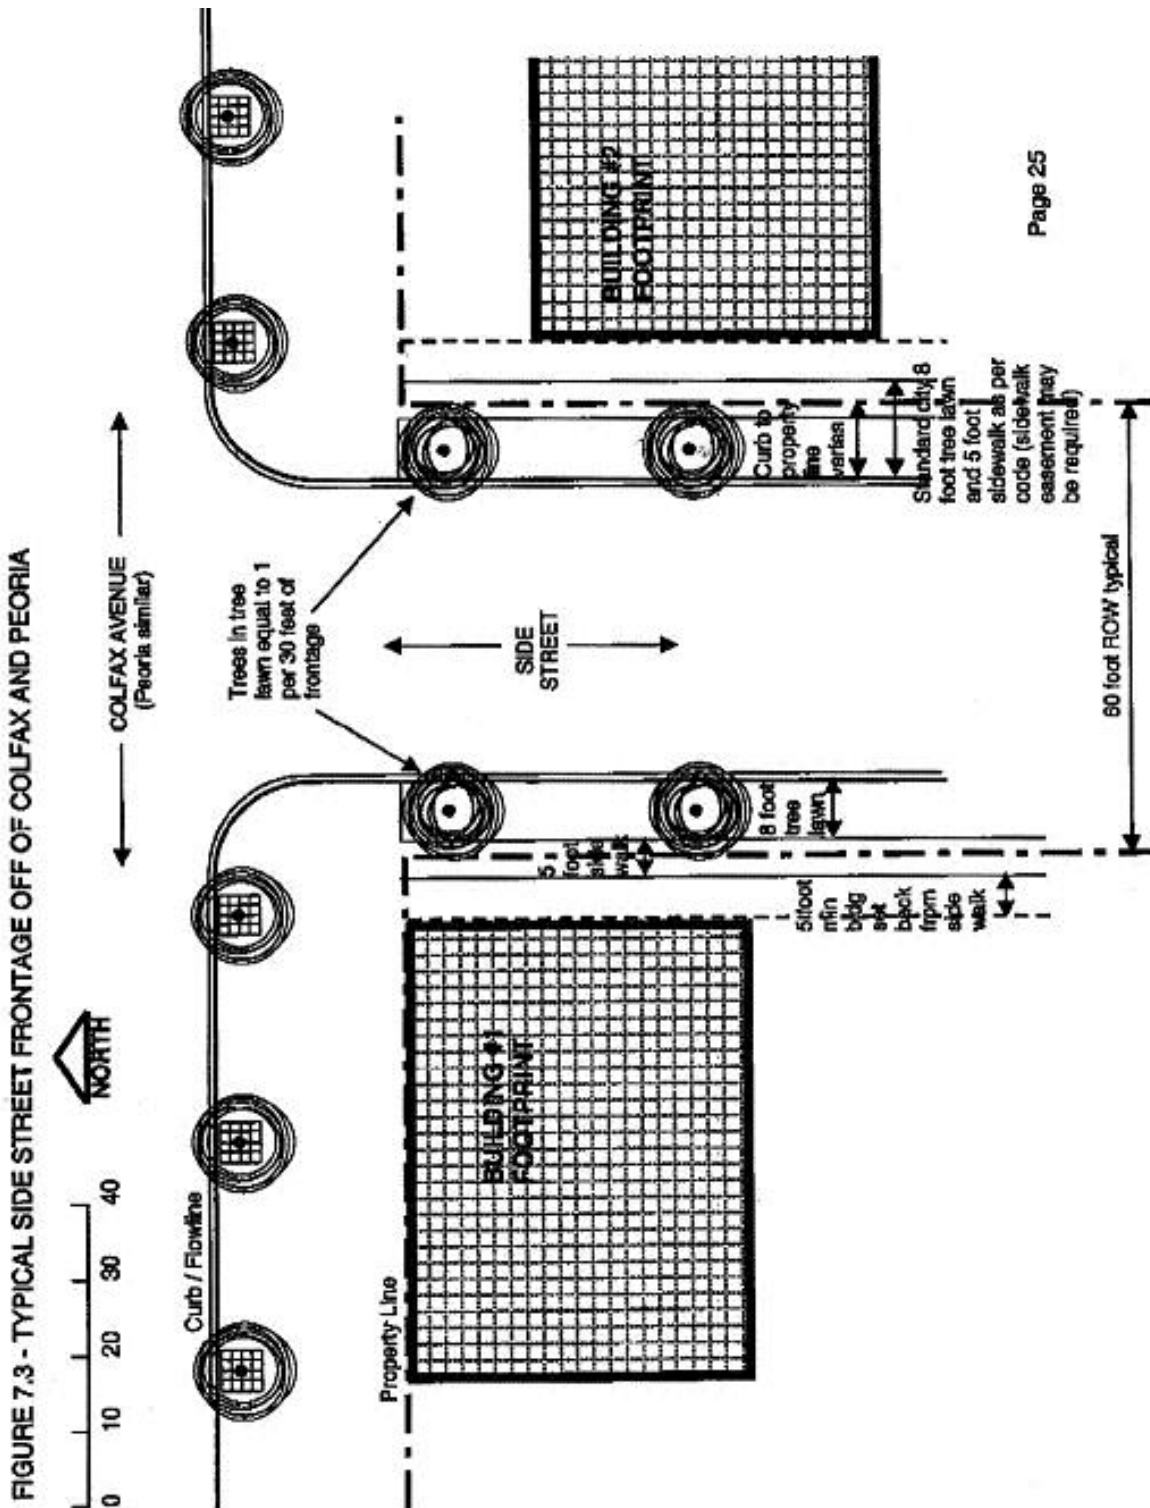 FIGURE 7.3 - TYPICAL SIDE STREET FRONTAGE OFF OF COLFAX AND PEORIA
0 10 20 30 40
NORTH
COLFAX AVENUE
(Peoria similar)
Curb / Flowline
Trees in tree
lawn equal to 1
per 30 feet of
frontage
Property Line
SIDE
STREET
BUILDING #1
FOOTPRINT
BUILDING #2
FOOTPRINT
5
foot
side
walk
8 foot
tree
lawn
5 foot
min
bldg
set
back
from
side
walk
Curb to
property
line
varies
Standard city 8
foot tree lawn
and 5 foot
sidewalk as per
code (sidewalk
easement may
be required)
60 foot ROW typical
Page 25